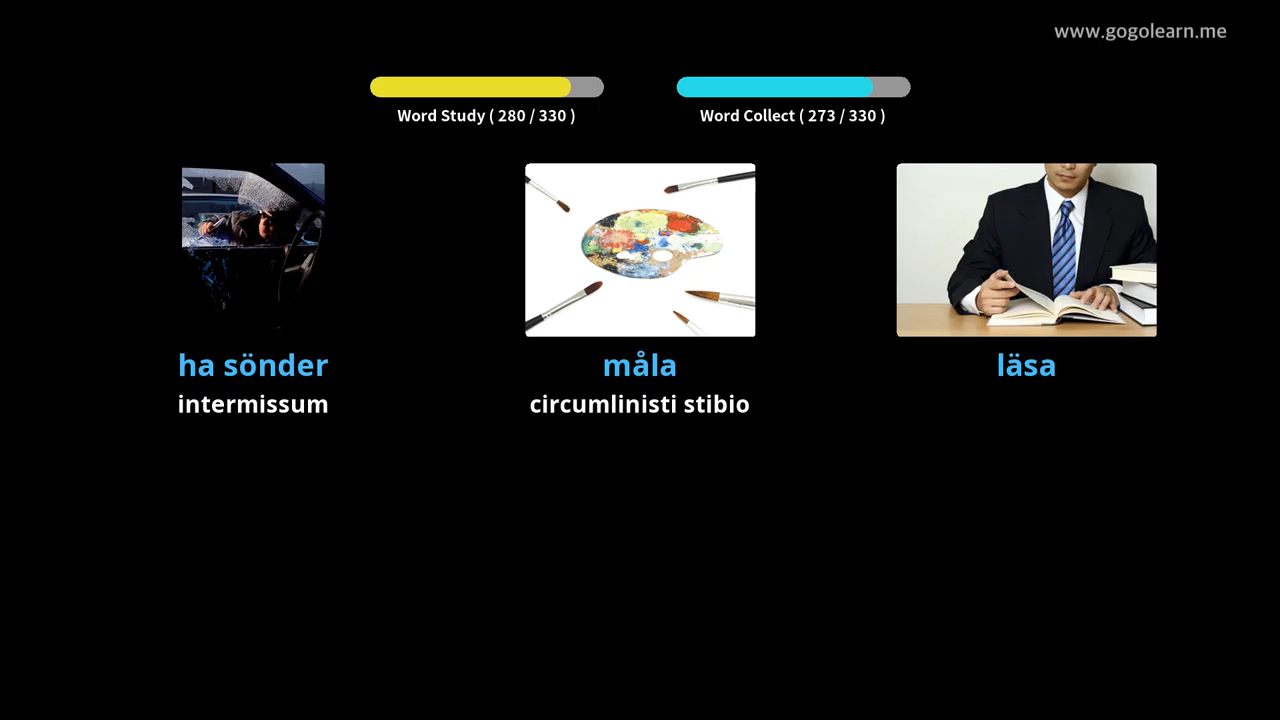 www.gogolearn.me
Word Study ( 280 / 330 )
Word Collect ( 273 / 330 )
ha sönder
måla
läsa
intermissum
circumlinisti stibio